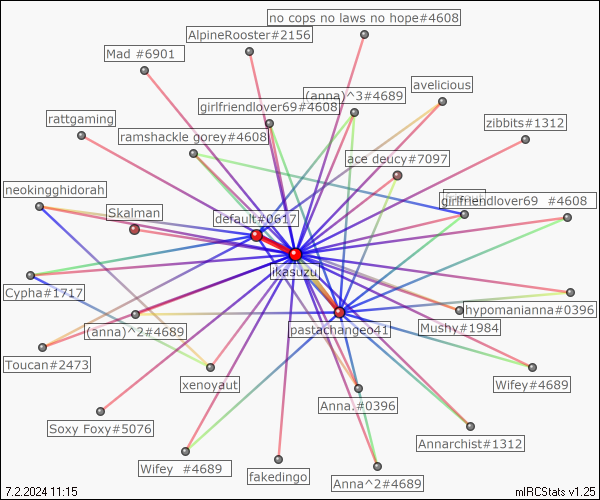 no cops no laws no hope#4608
AlpineRooster#2156
Mad #6901
avelicious
(anna)^3#4689
girlfriendlover69#4608
rattgaming
zibbits#1312
ramshackle gorey#4608
ace deucy#7097
neokingghidorah
girlfriendlover69 #4608
Skalman
default#0617
ikasuzu
Cypha#1717
hypomanianna#0396
(anna)^2#4689
pastachangeo41
Mushy#1984
Toucan#2473
xenoyaut
Wifey#4689
Anna.#0396
Soxy Foxy#5076
Annarchist#1312
Wifey #4689
fakedingo
Anna^2#4689
7.2.2024 11:15
mIRCStats v1.25